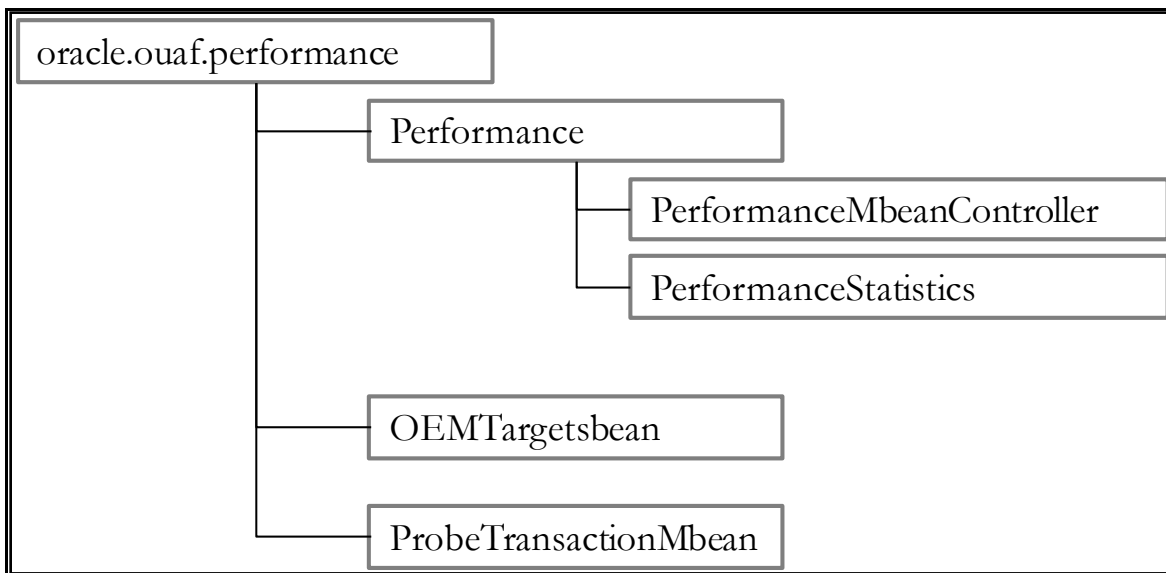 oracle.ouaf.performance
Performance
PerformanceMbeanController
PerformanceStatistics
OEMTargetsbean
ProbeTransactionMbean